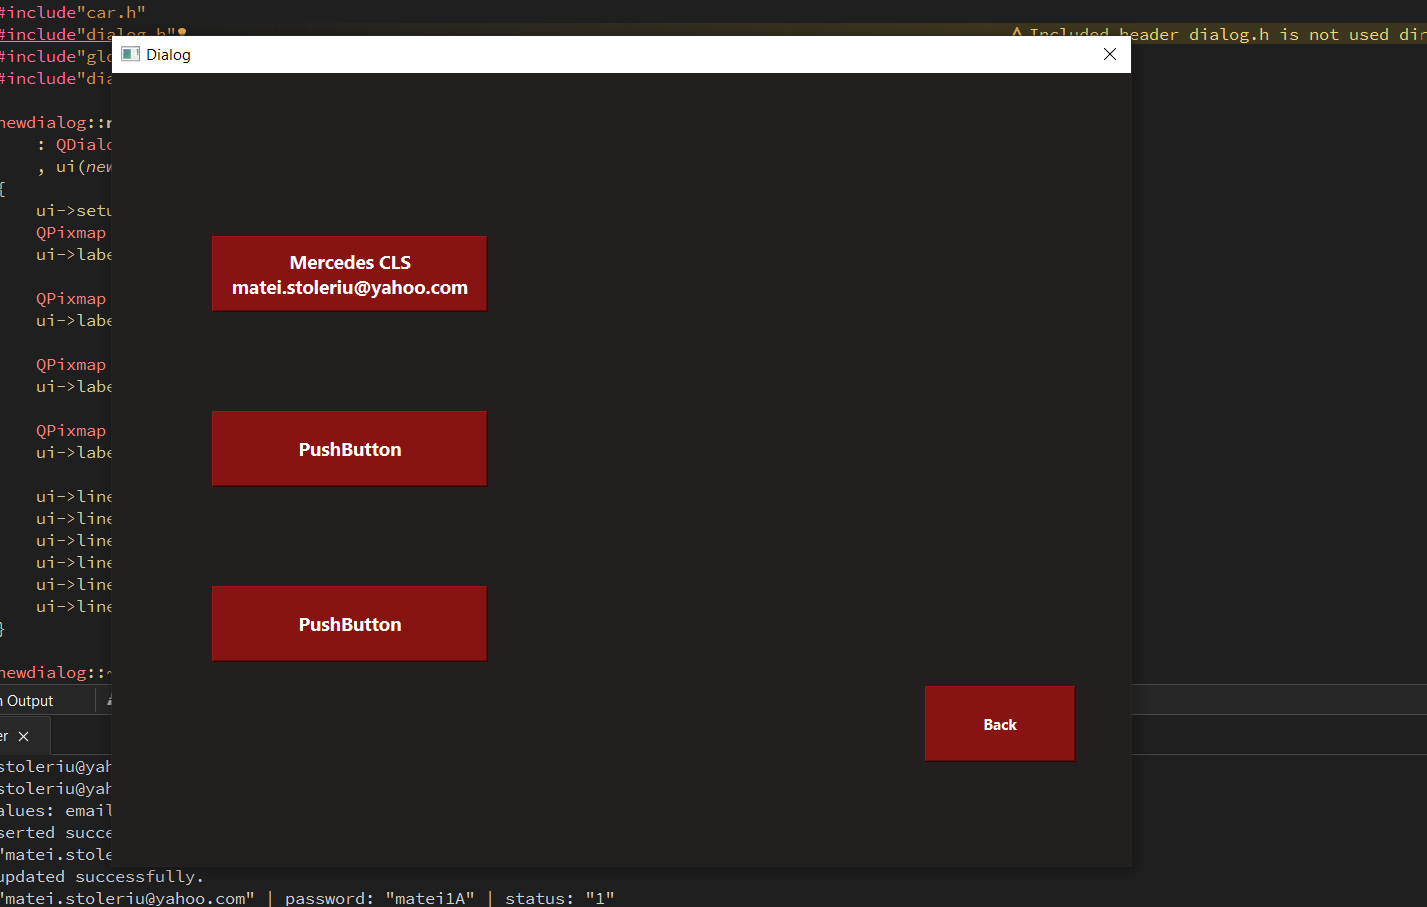 #include"car.h"
#include"dialog.h"
Included header dialog.h is not used dir
#include"glo
#include"dia
Dialog
newdialog::
: QDialo
, ui(new
{
ui->setu
QPixmap
ui->labe
QPixmap
ui->labe
QPixmap
ui->labe
QPixmap
ui->labe
ui->line
ui->line
ui->line
ui->line
ui->line
ui->line
}
newdialog::~
Mercedes CLS
matei.stoleriu@yahoo.com
PushButton
PushButton
Back
Output
er
stoleriu@yah
stoleriu@yah
alues: email
serted succe
"matei.stole
updated successfully.
"matei.stoleriu@yahoo.com" | password: "matei1A" | status: "1"